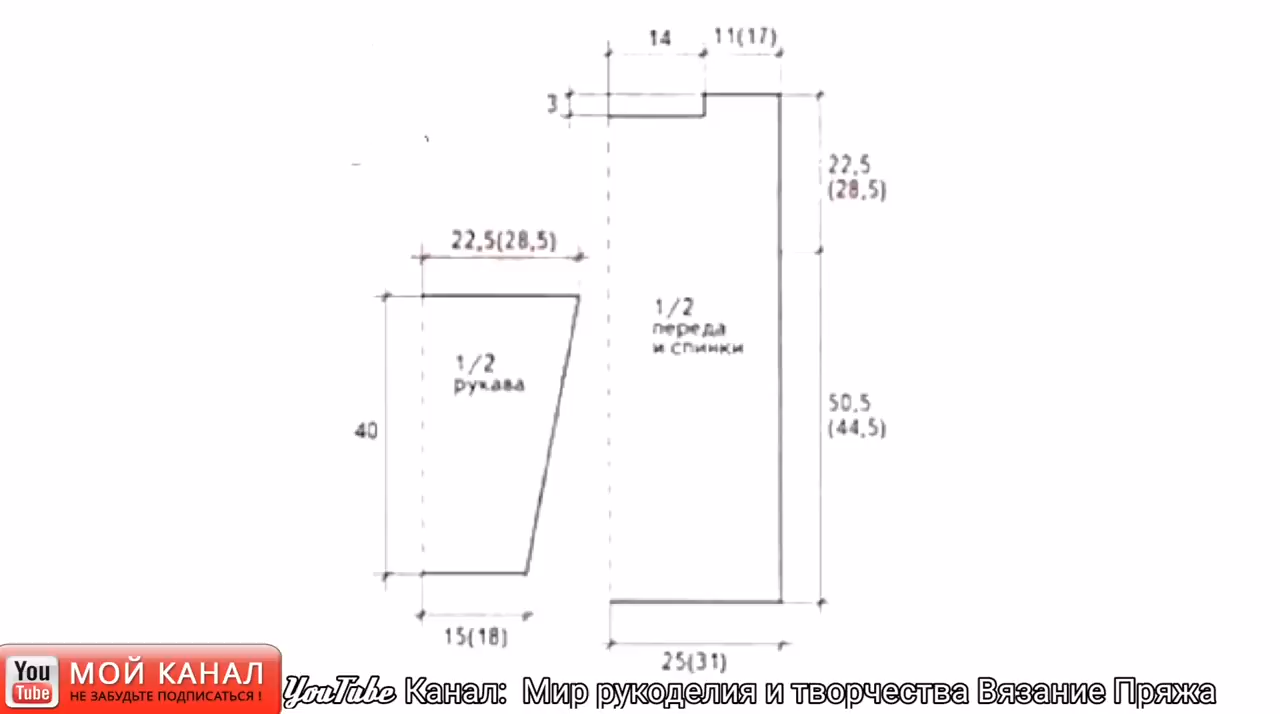 14
11(17)
3
22,5
(28,5)
22,5(28,5)
1/2
переда
и спинки
1/2
рукава
40
50,5
(44,5)
15(18)
25(31)
You
Tube
МОЙ КАНАЛ
НЕ ЗАБУДЬТЕ ПОДПИСАТЬСЯ !
YouTube Канал: Мир рукоделия и творчества Вязание Пряжа